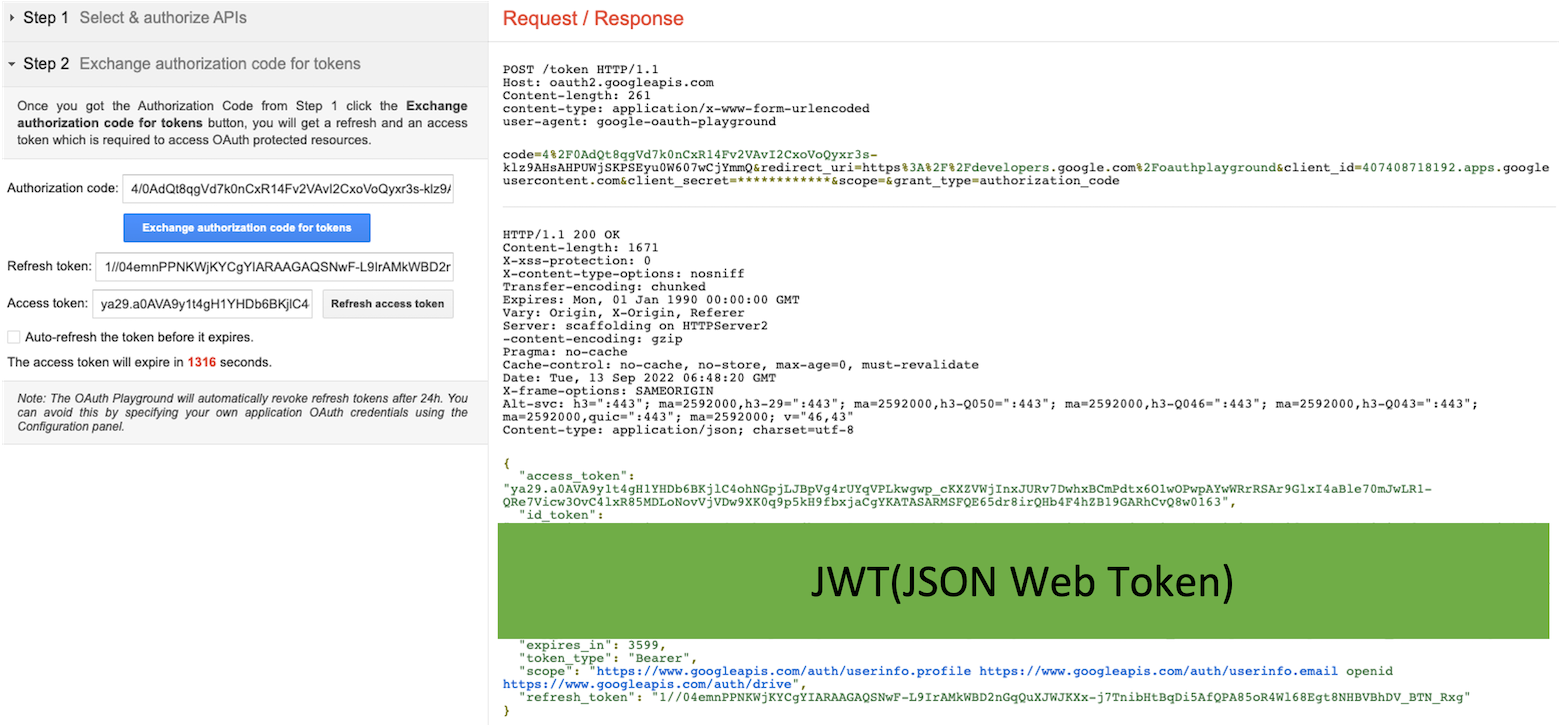 Step 1 Select & authorize APIs
Step 2 Exchange authorization code for tokens
Once you got the Authorization Code from Step 1 click the Exchange
authorization code for tokens button, you will get a refresh and an access
token which is required to access OAuth protected resources.
Authorization code: 4/0AdQt8qgVd7k0nCxR14Fv2VAvI2CxoVoQyxr3s-klz9A
Exchange authorization code for tokens
Refresh token: 1//04emnPPNKWjKYCgYIARAAGAQSNwF-L9IrAMkWBD2r
Access token: ya29.a0AVA9y1t4gH1YHDb6BKjlC4 Refresh access token
Auto-refresh the token before it expires.
The access token will expire in 1316 seconds.
Note: The OAuth Playground will automatically revoke refresh tokens after 24h. You
can avoid this by specifying your own application OAuth credentials using the
Configuration panel.
Request / Response
POST /token HTTP/1.1
Host: oauth2.googleapis.com
Content-length: 261
content-type: application/x-www-form-urlencoded
user-agent: google-oauth-playground
code=4%2F0AdQt8qgVd7k0nCxR14Fv2VAvI2CxoVoQyxr3s-
klz9AHsAHPUWjSKPSEyu0W607wCjYmmQ&redirect_uri=https%3A%2F%2Fdevelopers.google.com%2Foauthplayground&client_id=407408718192.apps.google
usercontent.com&client_secret=************&scope=&grant_type=authorization_code
HTTP/1.1 200 OK
Content-length: 1671
X-xss-protection: 0
X-content-type-options: nosniff
Transfer-encoding: chunked
Expires: Mon, 01 Jan 1990 00:00:00 GMT
Vary: Origin, X-Origin, Referer
Server: scaffolding on HTTPServer2
-content-encoding: gzip
Pragma: no-cache
Cache-control: no-cache, no-store, max-age=0, must-revalidate
Date: Tue, 13 Sep 2022 06:48:20 GMT
X-frame-options: SAMEORIGIN
Alt-svc: h3=":443"; ma=2592000,h3-29=":443"; ma=2592000,h3-Q050=":443"; ma=2592000,h3-Q046=":443"; ma=2592000,h3-Q043=":443";
ma=2592000,quic=":443"; ma=2592000; v="46,43"
Content-type: application/json; charset=utf-8
{
"access_token":
"ya29.a0AVA9y1t4gH1YHDb6BKjlC4ohNGpjLJBpVg4rUYqVPLkwgwp_cKXZVWjInxJURv7DwhxBCmPdtx6O1wOPwpAYwWRrRSAr9GlxI4aBle70mJwLR1-
QRe7Vicw3OvC4lxR85MDLoNovVjVDw9XK0q9p5kH9fbxjaCgYKATASARMSFQE65dr8irQHb4F4hZB19GARhCvQ8w0163",
"id_token":
JWT(JSON Web Token)
"expires_in": 3599,
"token_type": "Bearer",
"scope": "https://www.googleapis.com/auth/userinfo.profile https://www.googleapis.com/auth/userinfo.email openid
https://www.googleapis.com/auth/drive",
"refresh_token": "1//04emnPPNKWjKYCgYIARAAGAQSNwF-L9IrAMkWBD2nGqQuXJWJKXx-j7TnibHtBqDi5AfQPA85oR4Wl68Egt8NHBVBhDV_BTN_Rxg"
}